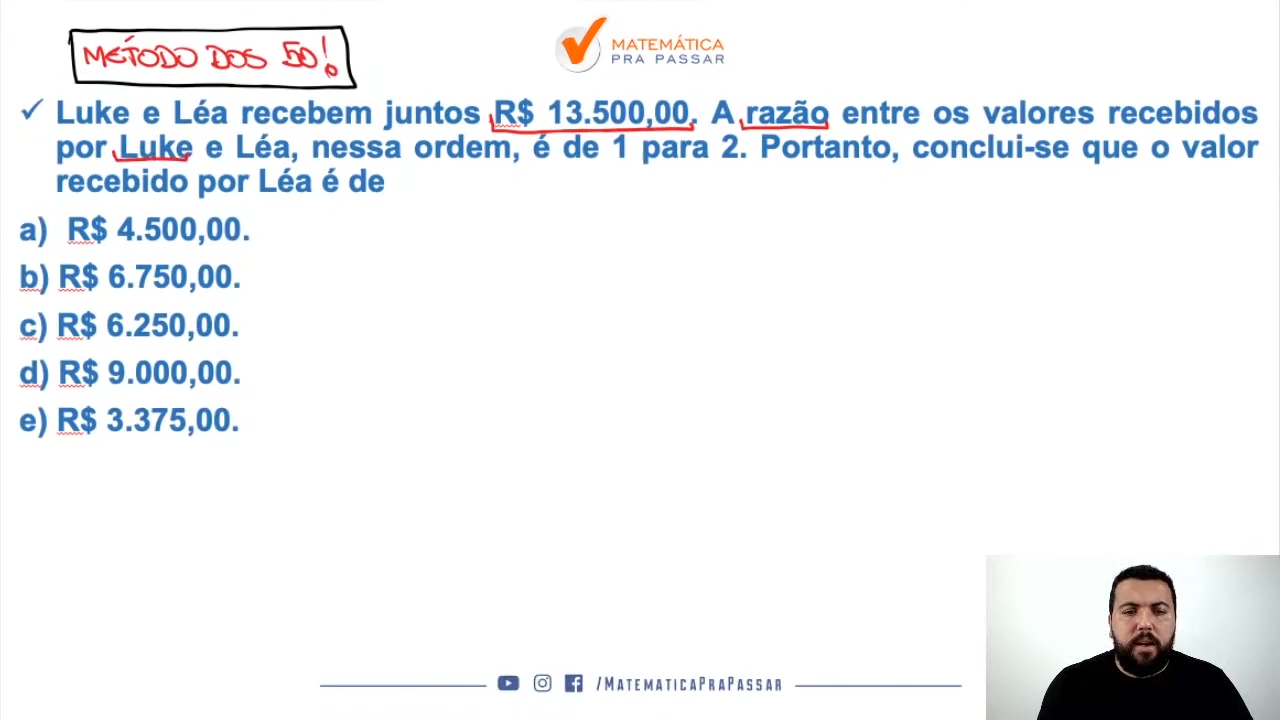 MÉTODO DOS 50!
MATEMÁTICA
PRA PASSAR
✓ Luke e Léa recebem juntos R$ 13.500,00. A razão entre os valores recebidos
por Luke e Léa, nessa ordem, é de 1 para 2. Portanto, conclui-se que o valor
recebido por Léa é de
a) R$ 4.500,00.
b) R$ 6.750,00.
c) R$ 6.250,00.
d) R$ 9.000,00.
e) R$ 3.375,00.
/MATEMATICAPRAPASSAR